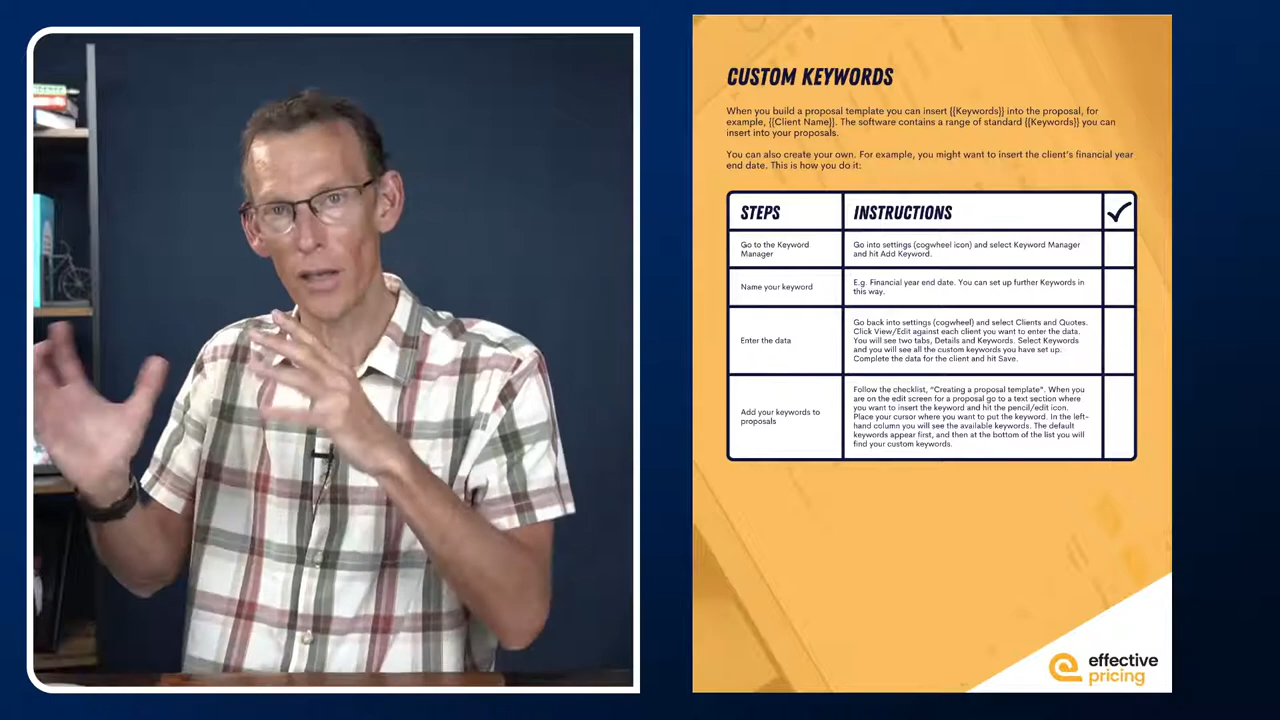 CUSTOM KEYWORDS
When you build a proposal template you can insert {{Keywords}} into the proposal, for
example, {{Client Name}}. The software contains a range of standard {{Keywords}} you can
insert into your proposals.
You can also create your own. For example, you might want to insert the client's financial year
end date. This is how you do it:
STEPS
INSTRUCTIONS
Go to the Keyword
Manager
Go into settings (cogwheel icon) and select Keyword Manager
and hit Add Keyword.
Name your keyword
E.g. Financial year end date. You can set up further Keywords in
this way.
Enter the data
Go back into settings (cogwheel) and select Clients and Quotes.
Click View/Edit against each client you want to enter the data.
You will see two tabs, Details and Keywords. Select Keywords
and you will see all the custom keywords you have set up.
Complete the data for the client and hit Save.
Add your keywords to
proposals
Follow the checklist, "Creating a proposal template". When you
are on the edit screen for a proposal go to a text section where
you want to insert the keyword and hit the pencil/edit icon.
Place your cursor where you want to put the keyword. In the left-
hand column you will see the available keywords. The default
keywords appear first, and then at the bottom of the list you will
find your custom keywords.
effective
pricing